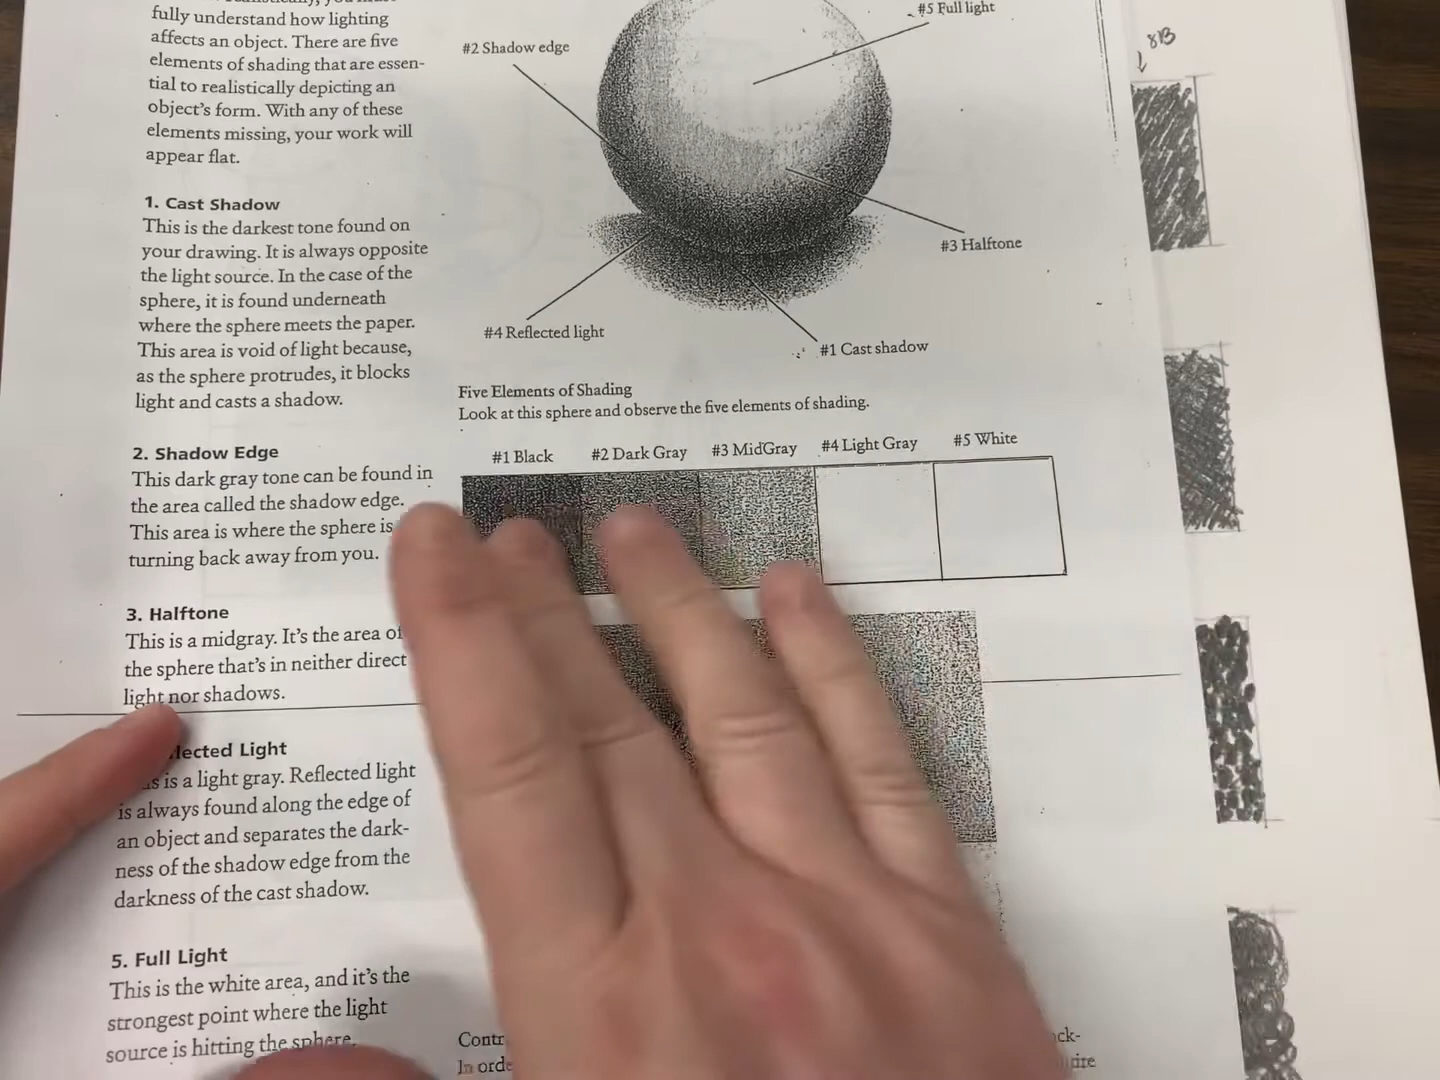 fully understand how lighting
affects an object. There are five
elements of shading that are essen-
tial to realistically depicting an
object's form. With any of these
elements missing, your work will
appear flat.
1. Cast Shadow
This is the darkest tone found on
your drawing. It is always opposite
the light source. In the case of the
sphere, it is found underneath
where the sphere meets the paper.
This area is void of light because,
as the sphere protrudes, it blocks
light and casts a shadow.
2. Shadow Edge
This dark gray tone can be found in
the area called the shadow edge.
This area is where the sphere is
turning back away from you.
3. Halftone
This is a midgray. It's the area of
the sphere that's in neither direct
light nor shadows.
lected Light
is a light gray. Reflected light
is always found along the edge of
an object and separates the dark-
ness of the shadow edge from the
darkness of the cast shadow.
5. Full Light
This is the white area, and it's the
strongest point where the light
source is hitting the sphere.
#5 Full light
#2 Shadow edge
#3 Halftone
#4 Reflected light
#1 Cast shadow
Five Elements of Shading
Look at this sphere and observe the five elements of shading.
#1 Black #2 Dark Gray #3 MidGray #4 Light Gray #5 White
Contr
ack-
In orde
8B